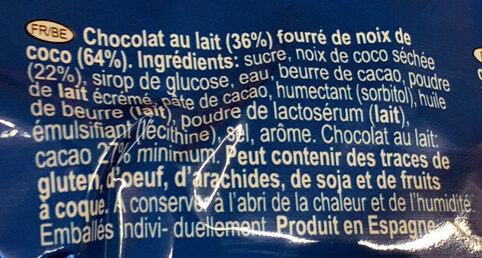 FR/BE Chocolat au lait (36%) fourré de noix de
coco (64%). Ingrédients: sucre, noix de coco séchée
(22%), sirop de glucose, eau, beurre de cacao, poudre
de lait écrémé, pâte de cacao, humectant (sorbitol), huile
de beurre (lait), poudre de lactosérum (lait),
émulsifiant (lécithine), sel, arôme. Chocolat au lait:
cacao 27% minimum. Peut contenir des traces de
gluten, d'oeuf, d'arachides, de soja et de fruits
à coque. A conserver à l'abri de la chaleur et de l'humidité.
Emballés indivi- duellement. Produit en Espagne